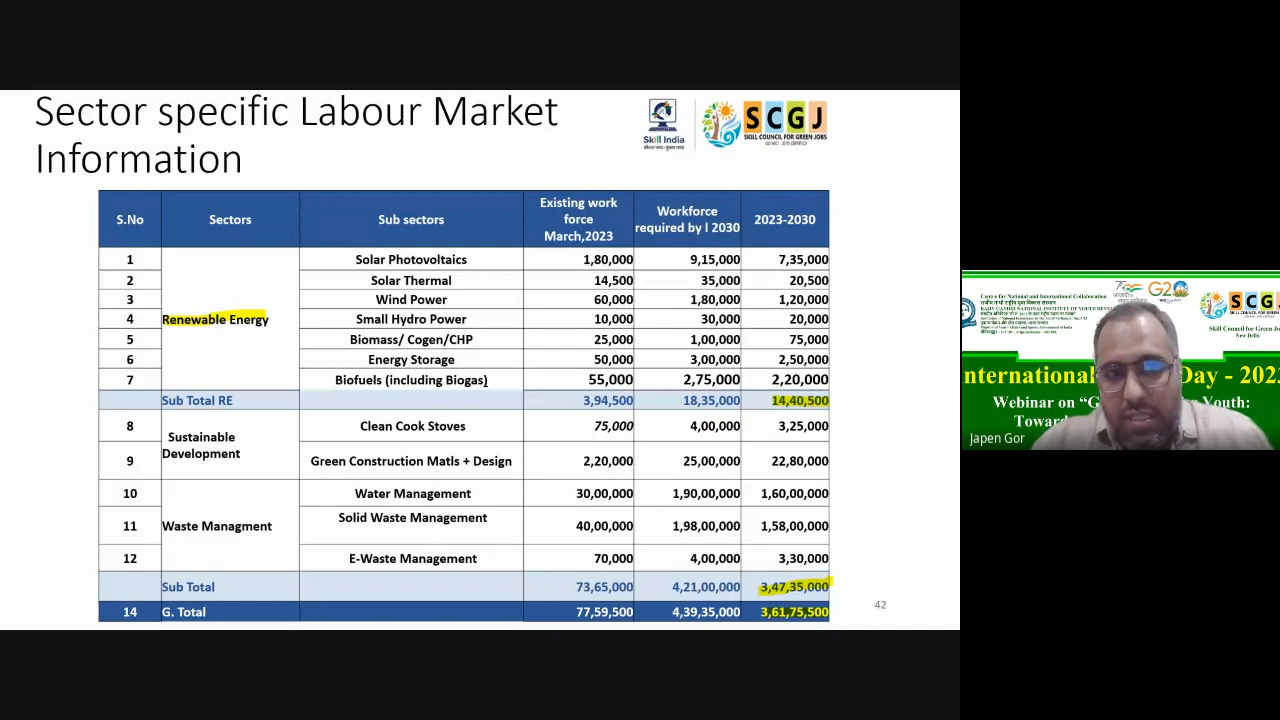 Sector specific Labour Market
Information
Skill India
SCGJ
SKILL COUNCIL FOR GREEN JOBS
S.No Sectors Sub sectors Existing work force March,2023 Workforce required by l 2030 2023-2030
1 Solar Photovoltaics 1,80,000 9,15,000 7,35,000
2 Solar Thermal 14,500 35,000 20,500
3 Wind Power 60,000 1,80,000 1,20,000
4 Renewable Energy Small Hydro Power 10,000 30,000 20,000
5 Biomass/ Cogen/CHP 25,000 1,00,000 75,000
6 Energy Storage 50,000 3,00,000 2,50,000
7 Biofuels (including Biogas) 55,000 2,75,000 2,20,000
Sub Total RE 3,94,500 18,35,000 14,40,500
8 Sustainable Development Clean Cook Stoves 75,000 4,00,000 3,25,000
9 Green Construction Matls + Design 2,20,000 25,00,000 22,80,000
10 Water Management 30,00,000 1,90,00,000 1,60,00,000
11 Waste Managment Solid Waste Management 40,00,000 1,98,00,000 1,58,00,000
12 E-Waste Management 70,000 4,00,000 3,30,000
Sub Total 73,65,000 4,21,00,000 3,47,35,000
14 G. Total 77,59,500 4,39,35,000 3,61,75,500
42
Centre for National and International Collaboration
G20
SCG
Skill Council for Green J
New Delhi
nternational Day - 202
Webinar on “G Youth:
Towar
Japen Gor